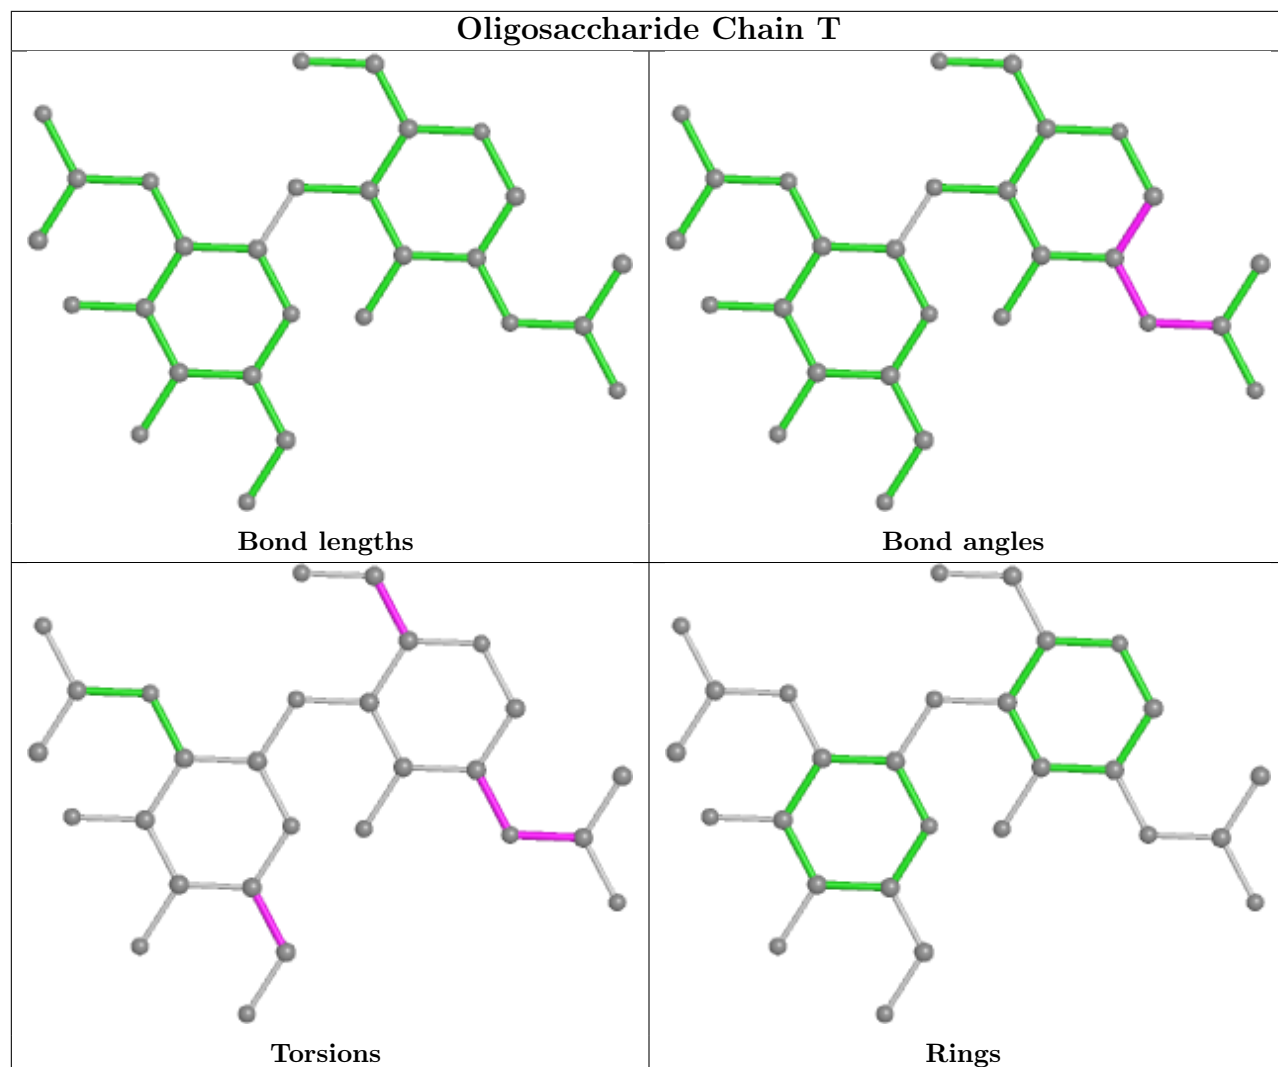 Oligosaccharide Chain T
Bond lengths
Bond angles
Torsions
Rings